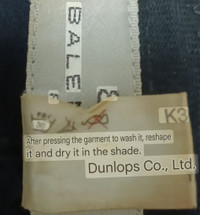 BALE
K3
After pressing the garment to wash it, reshape
it and dry it in the shade.
Dunlops Co., Ltd.